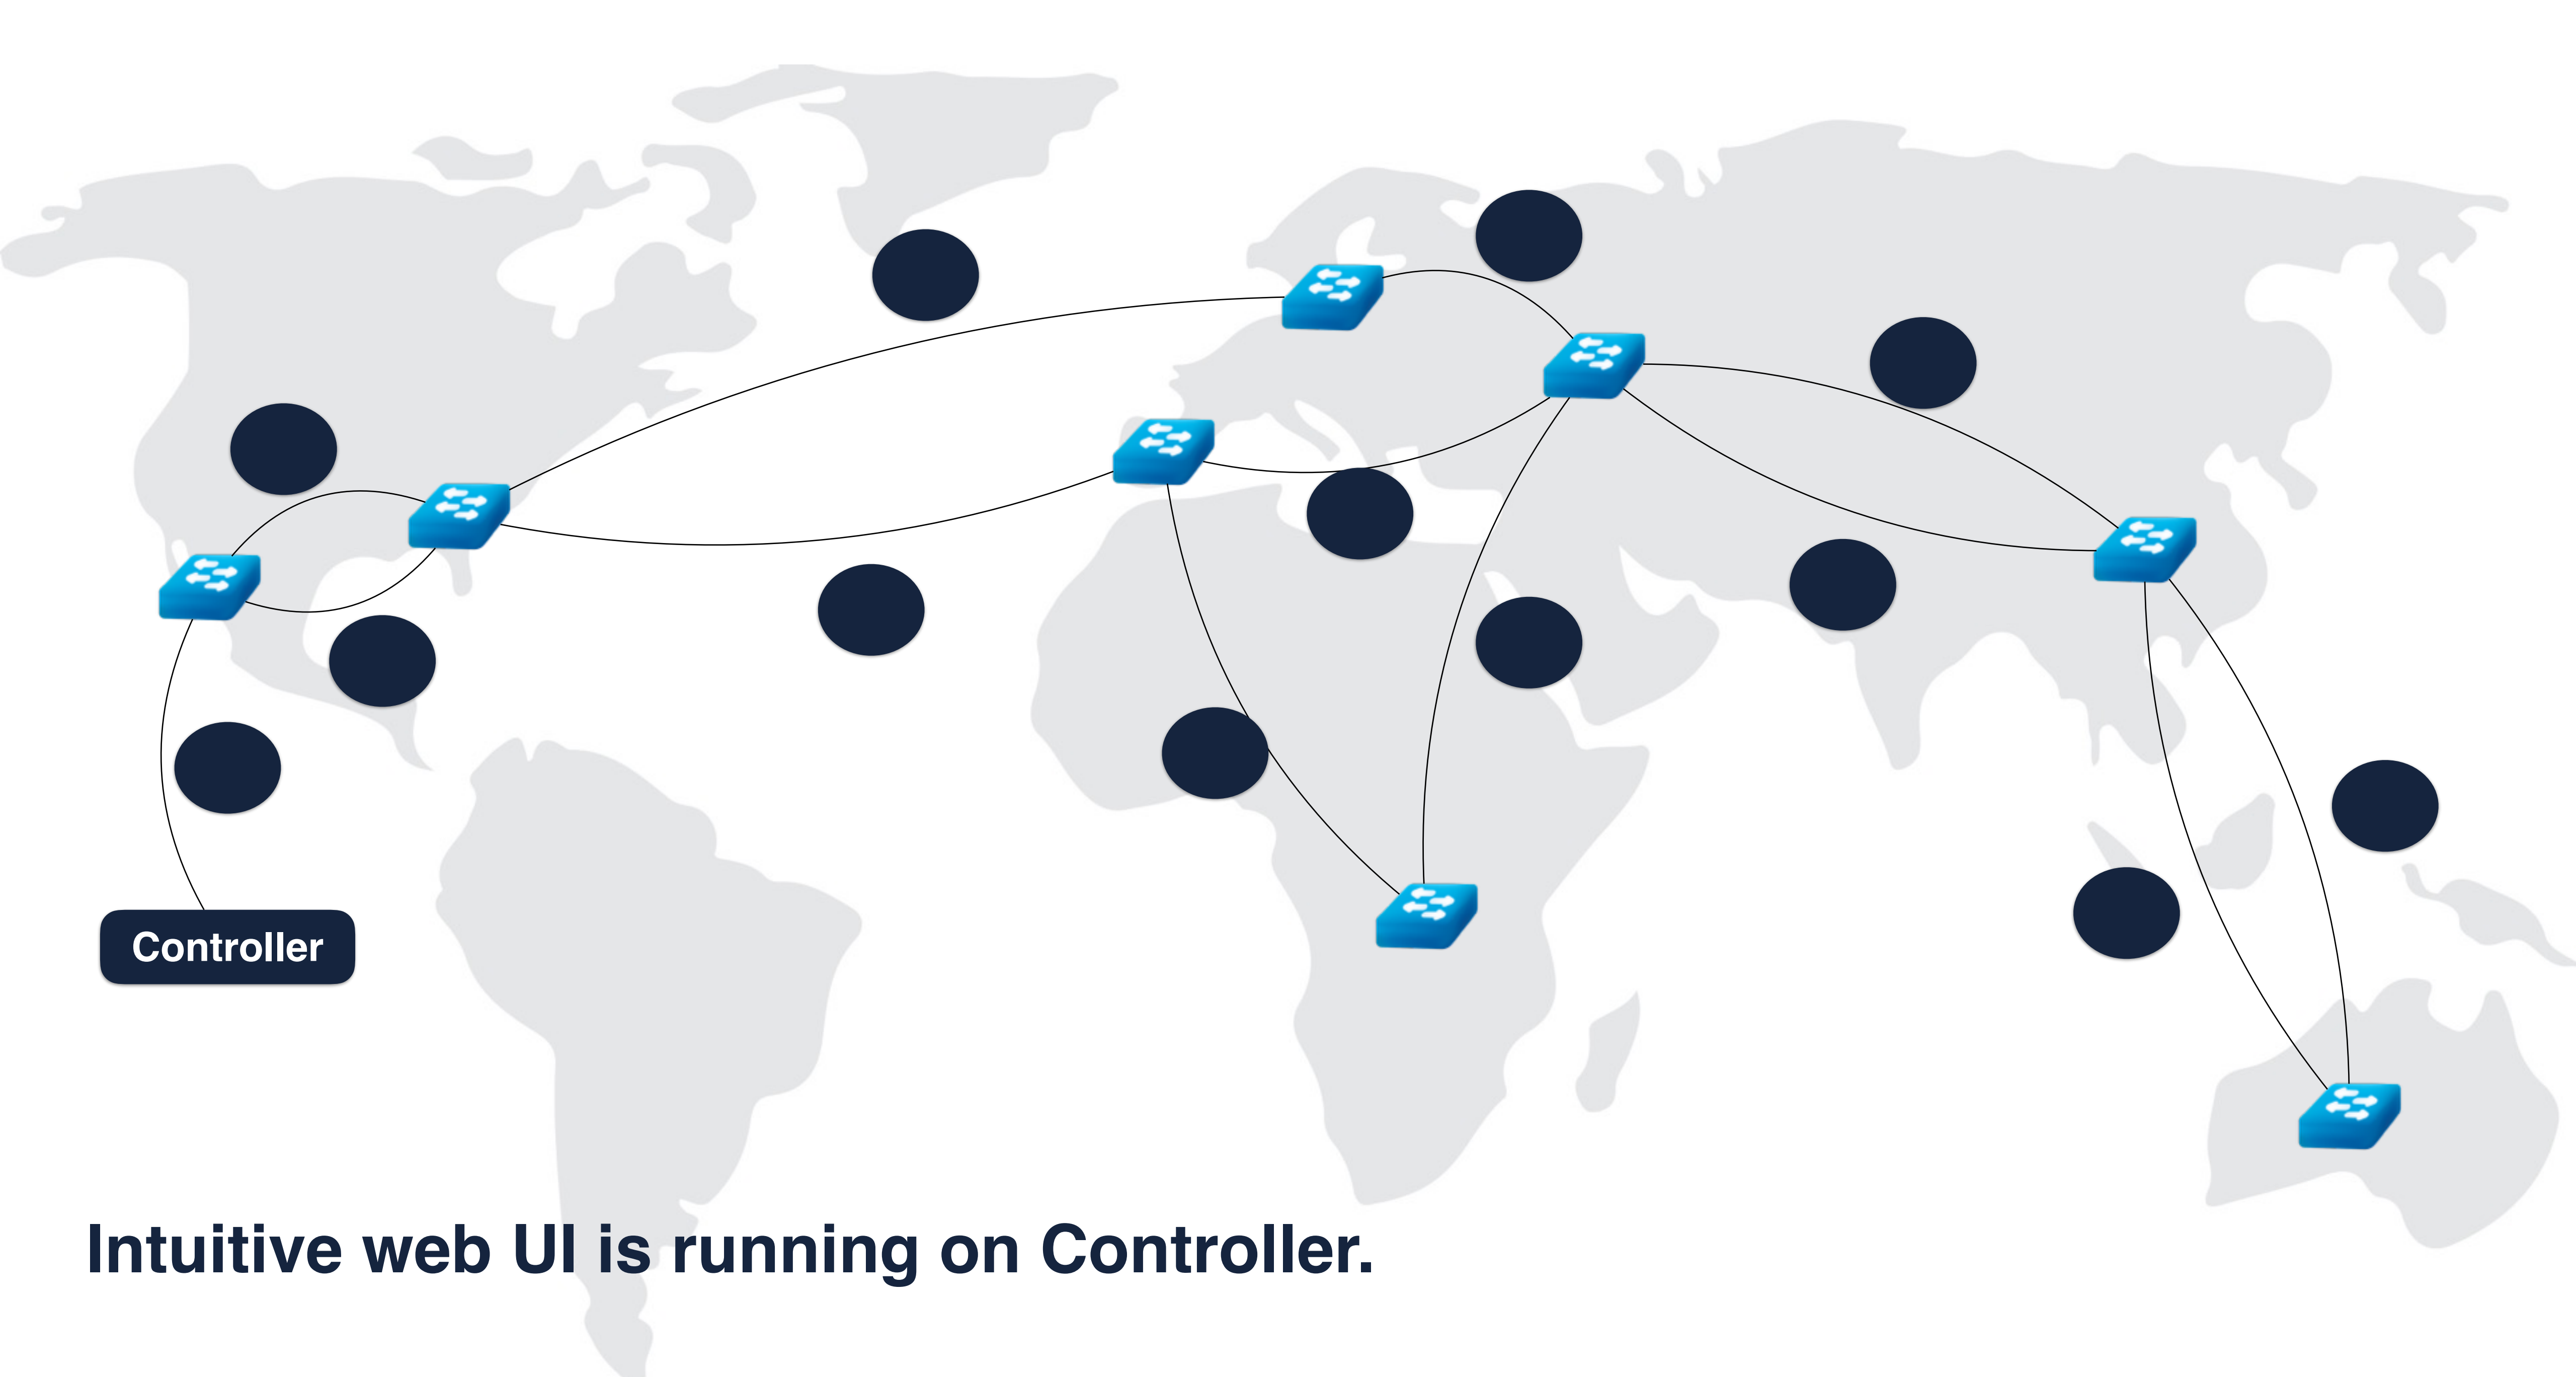 Controller
Intuitive web UI is running on Controller.